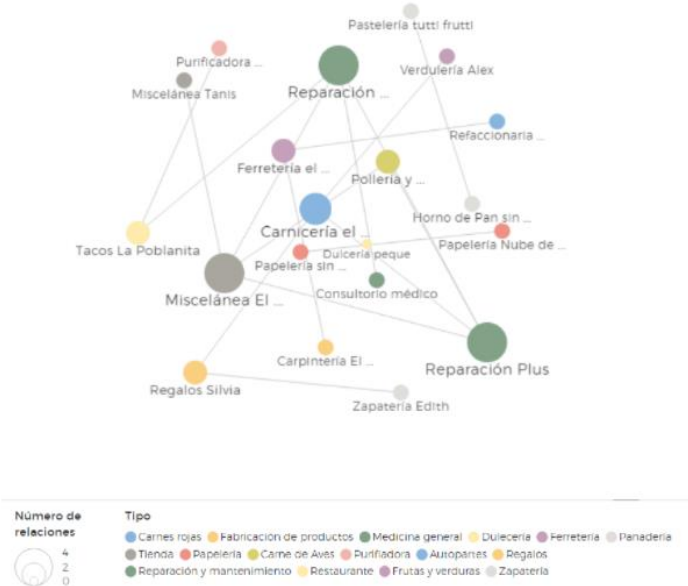 Pastelería tutti frutti
Purificadora ...
Verdulería Alex
Miscelánea Tanis
Reparación ...
Refaccionaria ...
Ferretería el ...
Pollería y ...
Horno de Pan sin ...
Carnicería el ...
Tacos La Poblanita
Dulcería peque
Papelería Nube de ...
Papelería sin ...
Consultorio médico
Miscelánea El ...
Carpintería El ...
Reparación Plus
Regalos Silvia
Zapatería Edith
Número de relaciones
4
2
0
Tipo
Carnes rojas Fabricación de productos Medicina general Dulecería Ferretería Panadería
Tienda Papelería Carne de Aves Purifiadora Autopartes Regalos
Reparación y mantenimiento Restaurante Frutas y verduras Zapatería